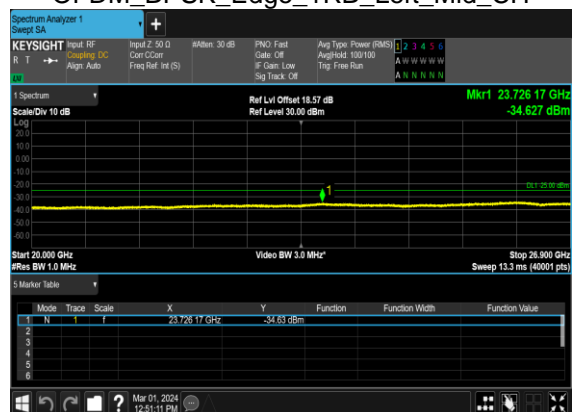 Spectrum Analyzer 1
Swept SA
KEYSIGHT
R T
LW
Input: RF
Coupling: DC
Align: Auto
Input Z: 50 Ω
Corr CCorr
Freq Ref: Int (S)
#Atten: 30 dB
PNO: Fast
Gate: Off
IF Gain: Low
Sig Track: Off
Avg Type: Power (RMS)
Avg|Hold: 100/100
Trig: Free Run
1 2 3 4 5 6
A W W W W W
A N N N N N
1 Spectrum
Scale/Div 10 dB
Ref Lvl Offset 18.57 dB
Ref Level 30.00 dBm
Mkr1 23.726 17 GHz
-34.627 dBm
Log
20.0
10.0
0.00
-10.0
-20.0
-30.0
-40.0
-50.0
-60.0
1
DL1 -25.00 dBm
Start 20.000 GHz
#Res BW 1.0 MHz
Video BW 3.0 MHz*
Stop 26.900 GHz
Sweep 13.3 ms (40001 pts)
5 Marker Table
Mode Trace Scale X Y Function Function Width Function Value
1 N 1 f 23.726 17 GHz -34.63 dBm
2
3
4
5
6
Mar 01, 2024
12:51:11 PM